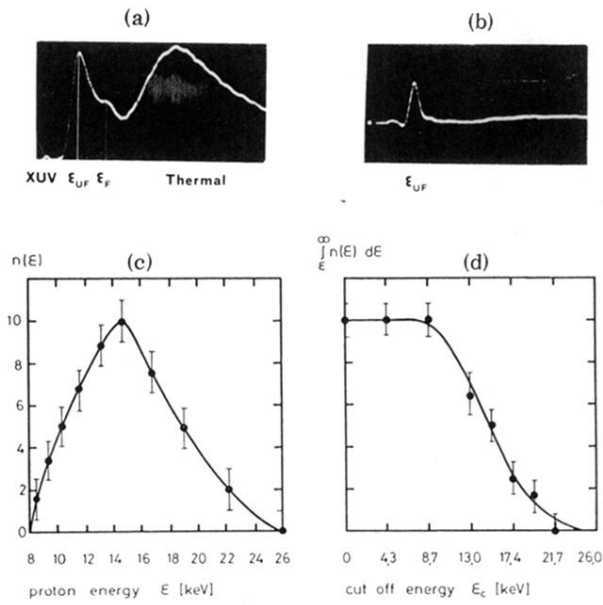 (a)
(b)
XUV ε_UF ε_F Thermal
ε_UF
n(ε)
(c)
∞
∫ n(ε) dε
ε
(d)
10
8
6
4
2
0
8 10 12 14 16 18 20 22 24 26
0 4,3 8,7 13,0 17,4 21,7 26,0
proton energy ε [keV]
cut off energy ε_c [keV]